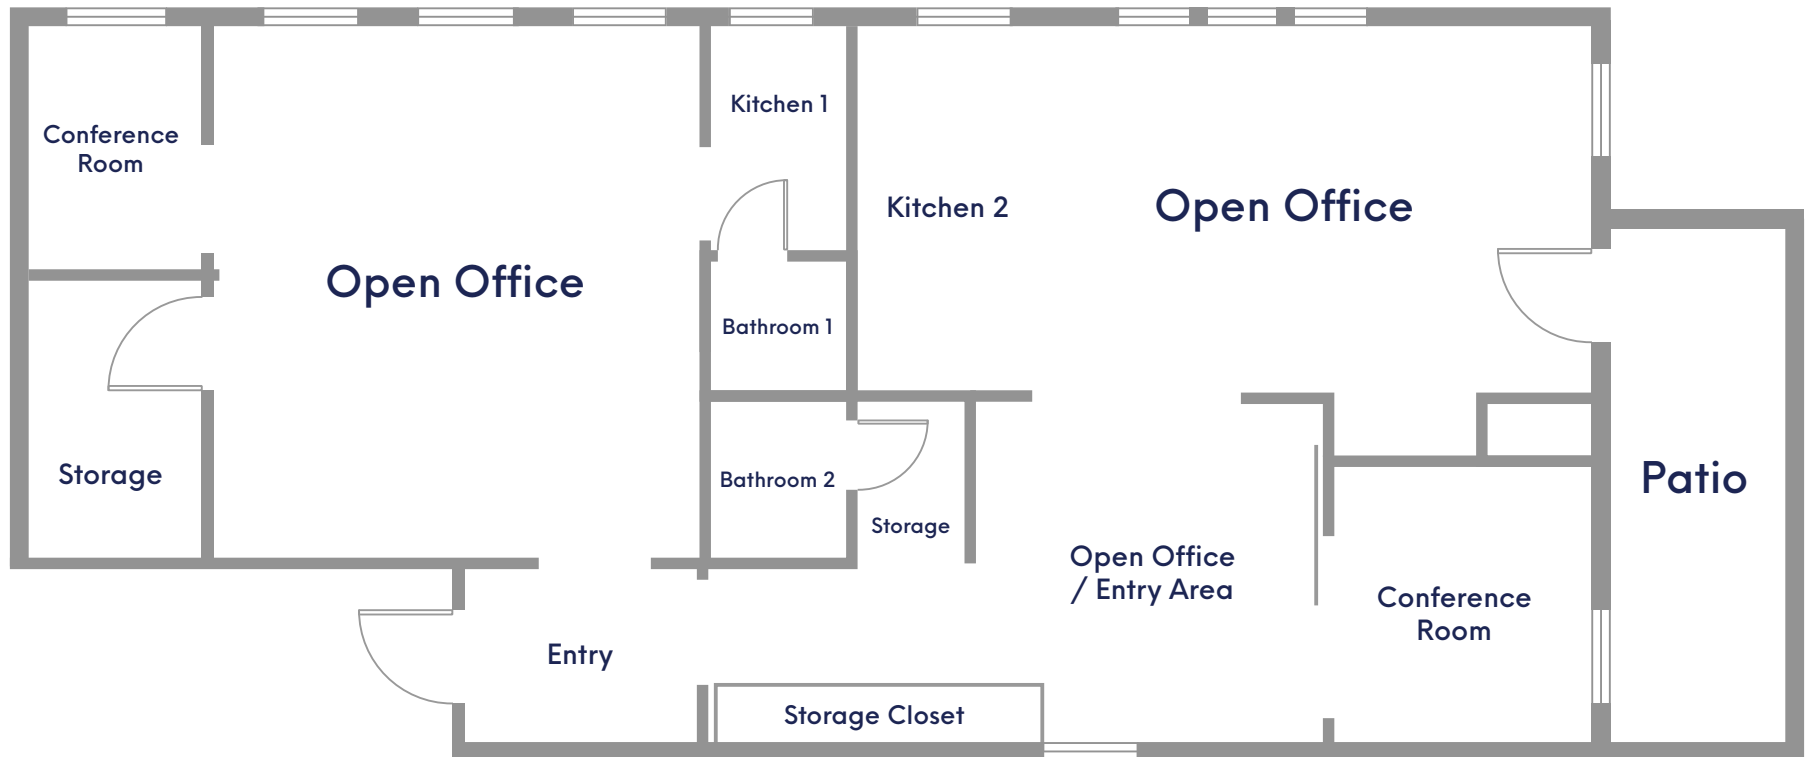 Conference
Room
Kitchen 1
Kitchen 2
Open Office
Open Office
Bathroom 1
Storage
Bathroom 2
Storage
Patio
Open Office
/ Entry Area
Conference
Room
Entry
Storage Closet